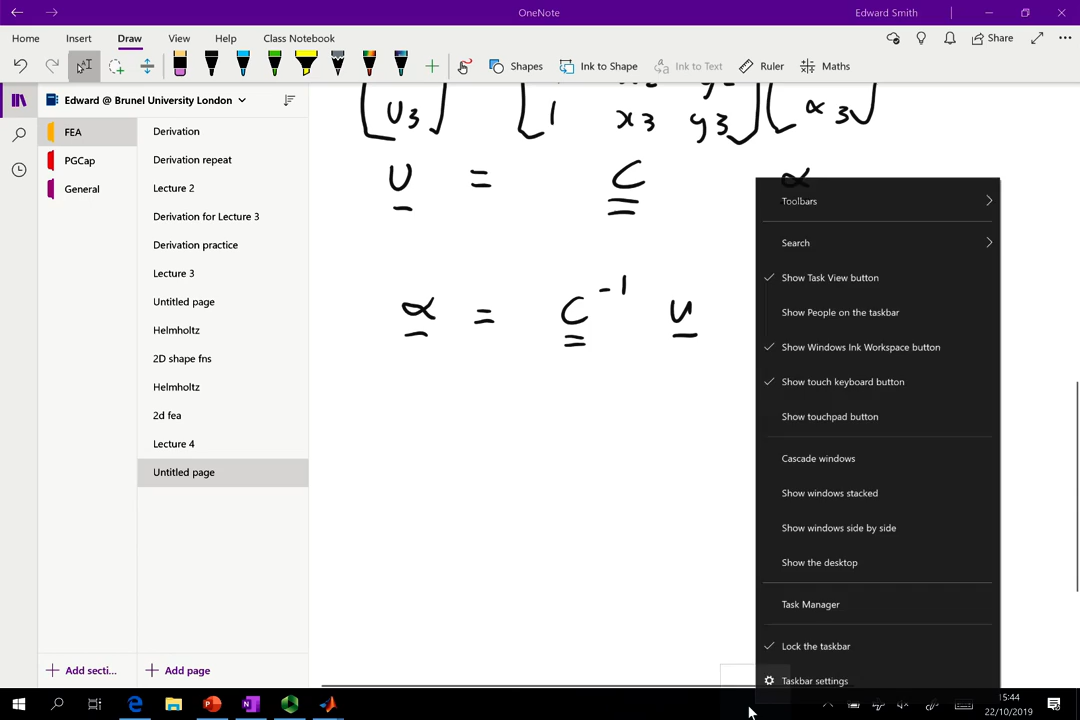 OneNote
Edward Smith
Home Insert Draw View Help Class Notebook
Share
Shapes Ink to Shape Ink to Text Ruler Maths
Edward @ Brunel University London
FEA
PGCap
General
Derivation
Derivation repeat
Lecture 2
Derivation for Lecture 3
Derivation practice
Lecture 3
Untitled page
Helmholtz
2D shape fns
Helmholtz
2d fea
Lecture 4
Untitled page
Add secti...
Add page
[U3] [1 x3 y3] [α3]
U = C α
α = C⁻¹ u
Toolbars
Search
Show Task View button
Show People on the taskbar
Show Windows Ink Workspace button
Show touch keyboard button
Show touchpad button
Cascade windows
Show windows stacked
Show windows side by side
Show the desktop
Task Manager
Lock the taskbar
Taskbar settings
15:44
22/10/2019